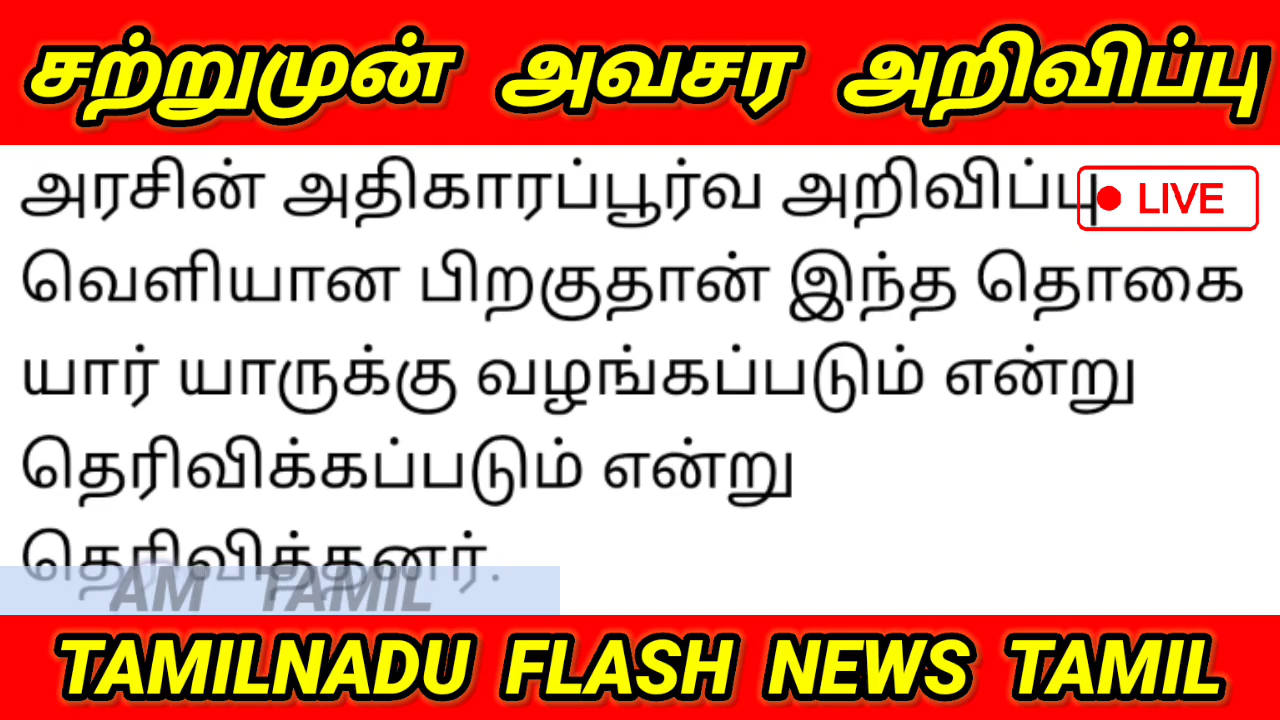 சற்றுமுன் அவசர அறிவிப்பு
அரசின் அதிகாரப்பூர்வ அறிவிப்பு
LIVE
வெளியான பிறகுதான் இந்த தொகை
யார் யாருக்கு வழங்கப்படும் என்று
தெரிவிக்கப்படும் என்று
தெரிவித்தனர்.
AM TAMIL
TAMILNADU FLASH NEWS TAMIL